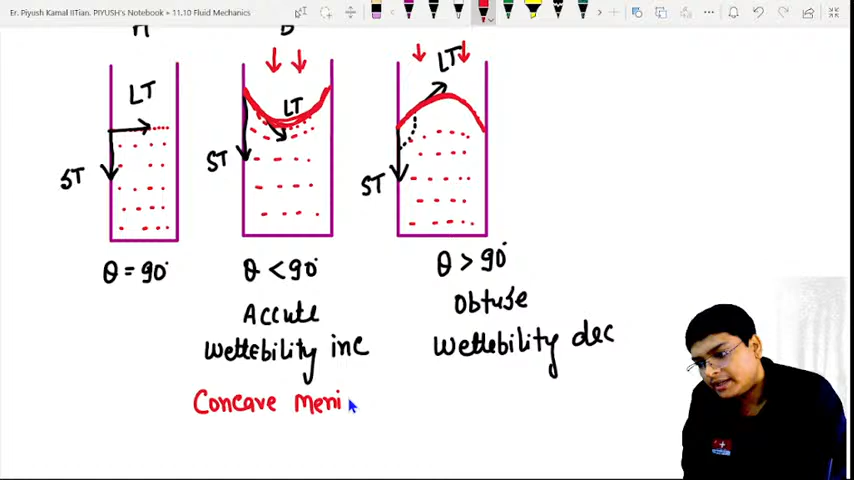 Er. Piyush Kamal IITian. PIYUSH's Notebook » 11.10 Fluid Mechanics
LT
LT
LT
ST
ST
ST
θ = 90°
θ < 90°
θ > 90°
Accute
Obtuse
Wettebility inc
Wettebility dec
Concave Meni